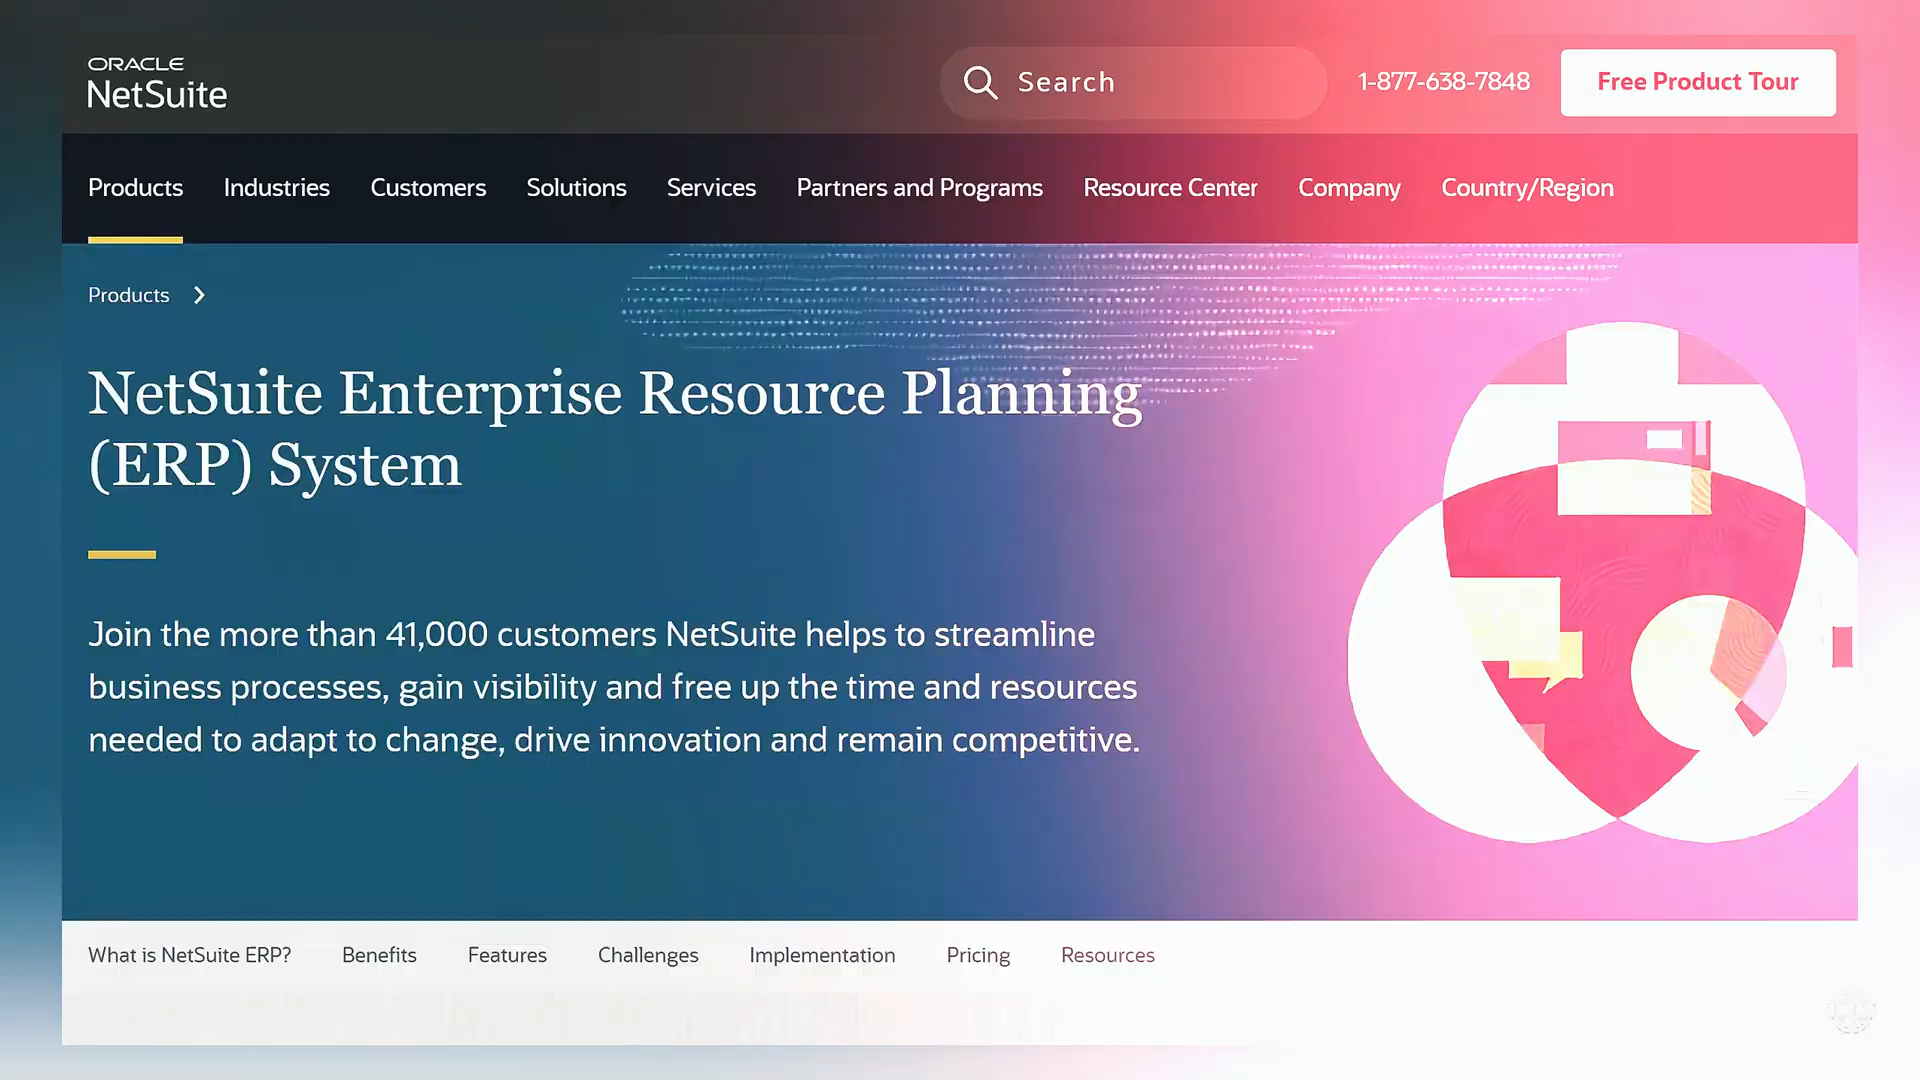 ORACLE
NetSuite
Search
1-877-638-7848
Free Product Tour
Products
Industries
Customers
Solutions
Services
Partners and Programs
Resource Center
Company
Country/Region
Products
NetSuite Enterprise Resource Planning
(ERP) System
Join the more than 41,000 customers NetSuite helps to streamline
business processes, gain visibility and free up the time and resources
needed to adapt to change, drive innovation and remain competitive.
What is NetSuite ERP?
Benefits
Features
Challenges
Implementation
Pricing
Resources